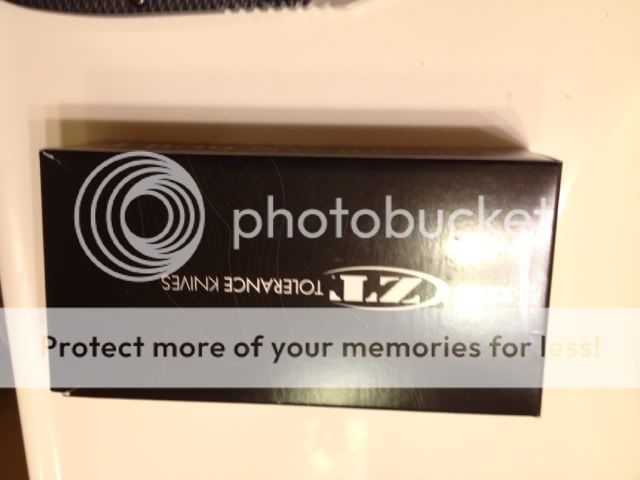 photobucket
ZT
TOLERANCE KNIVES
Protect more of your memories for less!